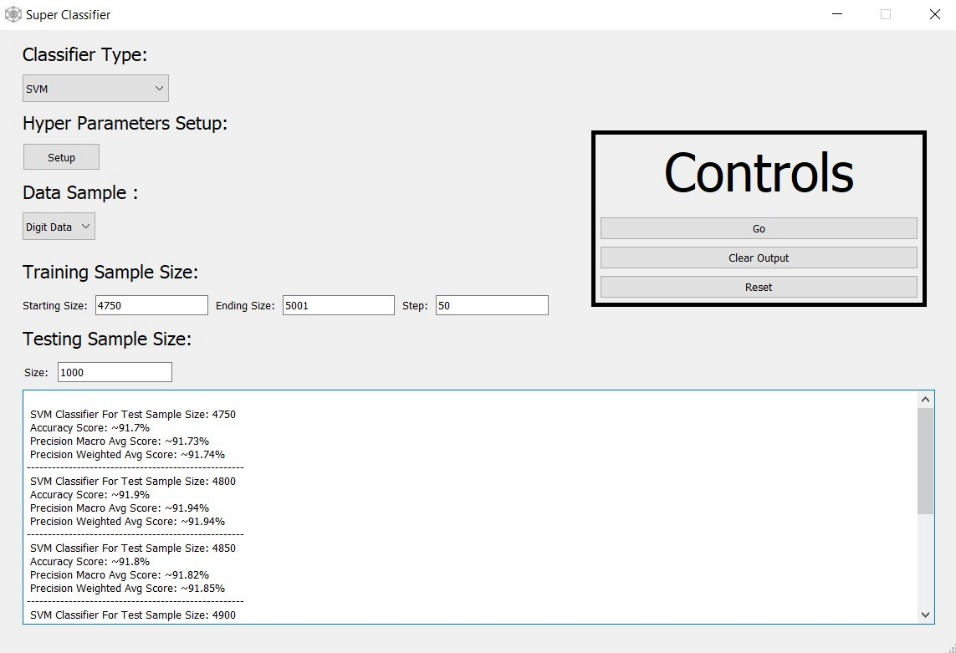 Super Classifier
Classifier Type:
SVM
Hyper Parameters Setup:
Setup
Data Sample :
Digit Data
Training Sample Size:
Starting Size: 4750 Ending Size: 5001 Step: 50
Testing Sample Size:
Size: 1000
Controls
Go
Clear Output
Reset
SVM Classifier For Test Sample Size: 4750
Accuracy Score: ~91.7%
Precision Macro Avg Score: ~91.73%
Precision Weighted Avg Score: ~91.74%
------------------------------------------------------
SVM Classifier For Test Sample Size: 4800
Accuracy Score: ~91.9%
Precision Macro Avg Score: ~91.94%
Precision Weighted Avg Score: ~91.94%
------------------------------------------------------
SVM Classifier For Test Sample Size: 4850
Accuracy Score: ~91.8%
Precision Macro Avg Score: ~91.82%
Precision Weighted Avg Score: ~91.85%
------------------------------------------------------
SVM Classifier For Test Sample Size: 4900